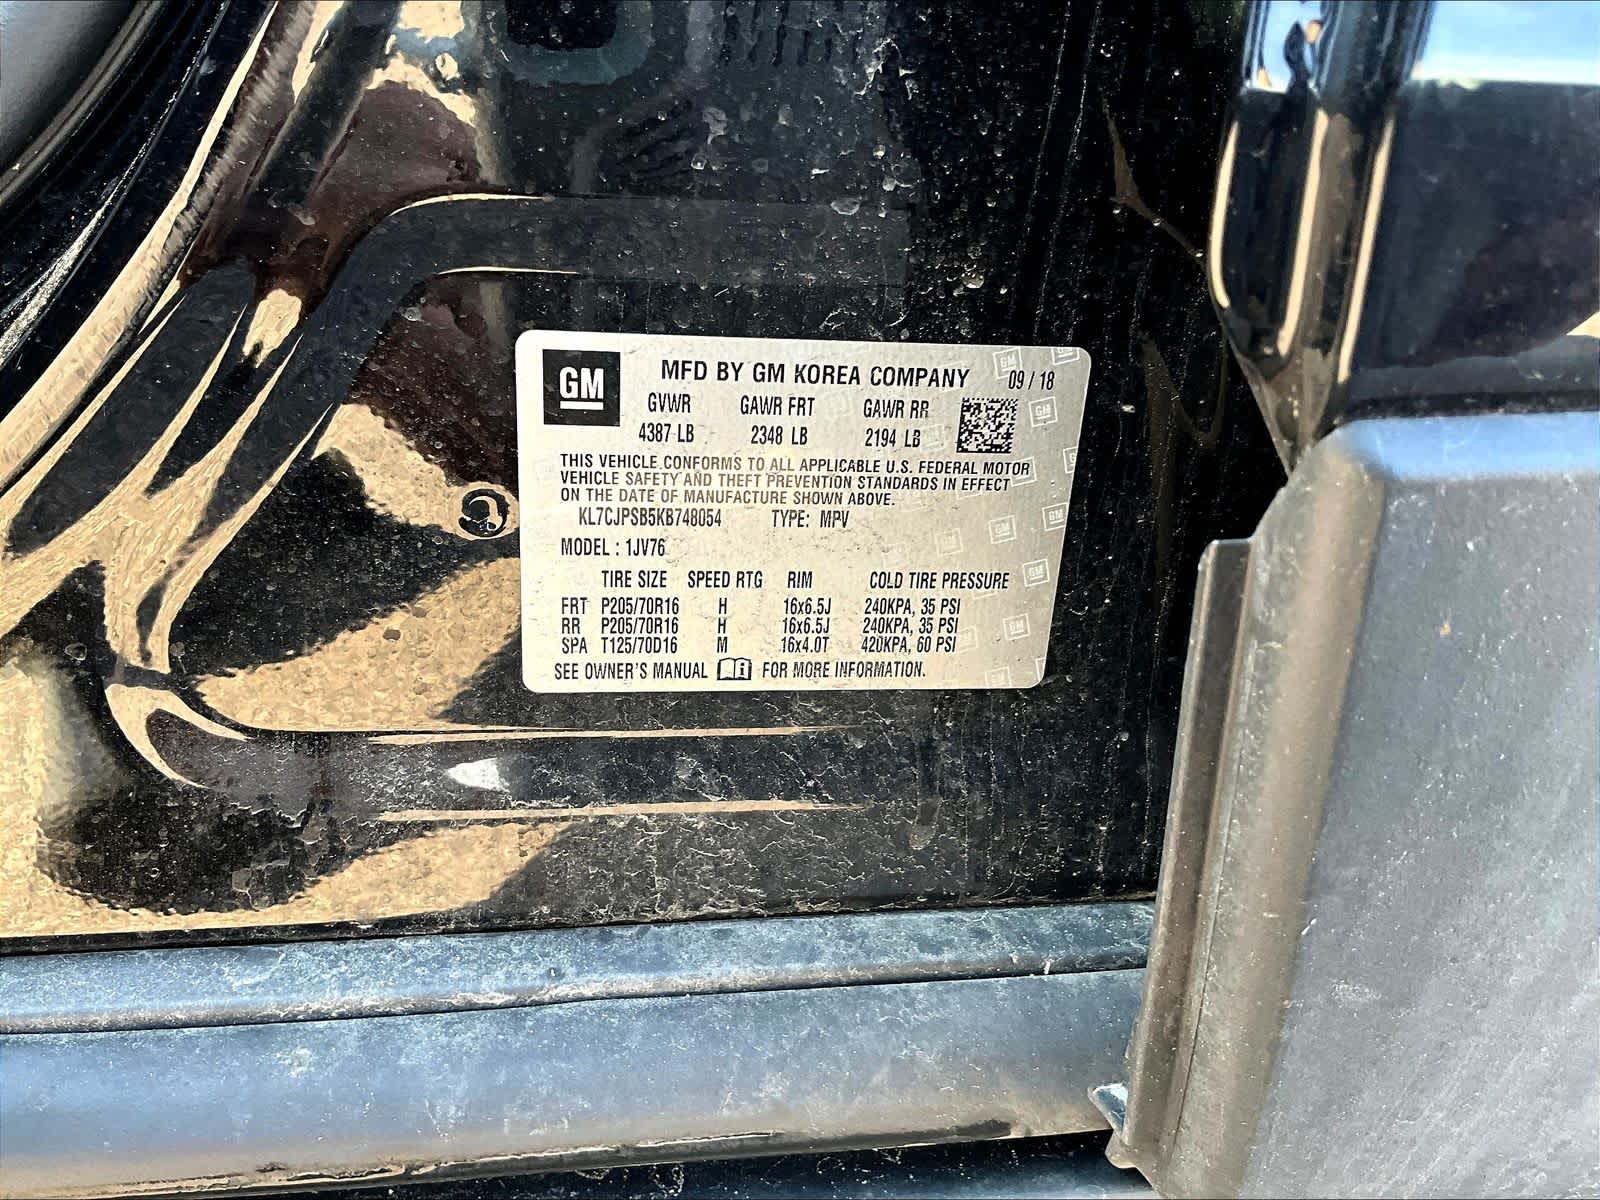 GM MFD BY GM KOREA COMPANY 09 / 18
GVWR GAWR FRT GAWR RR
4387 LB 2348 LB 2194 LB
THIS VEHICLE CONFORMS TO ALL APPLICABLE U.S. FEDERAL MOTOR
VEHICLE SAFETY AND THEFT PREVENTION STANDARDS IN EFFECT
ON THE DATE OF MANUFACTURE SHOWN ABOVE.
KL7CJPSB5KB748054 TYPE: MPV
MODEL : 1JV76
TIRE SIZE SPEED RTG RIM COLD TIRE PRESSURE
FRT P205/70R16 H 16x6.5J 240KPA, 35 PSI
RR P205/70R16 H 16x6.5J 240KPA, 35 PSI
SPA T125/70D16 M 16x4.0T 420KPA, 60 PSI
SEE OWNER'S MANUAL FOR MORE INFORMATION.